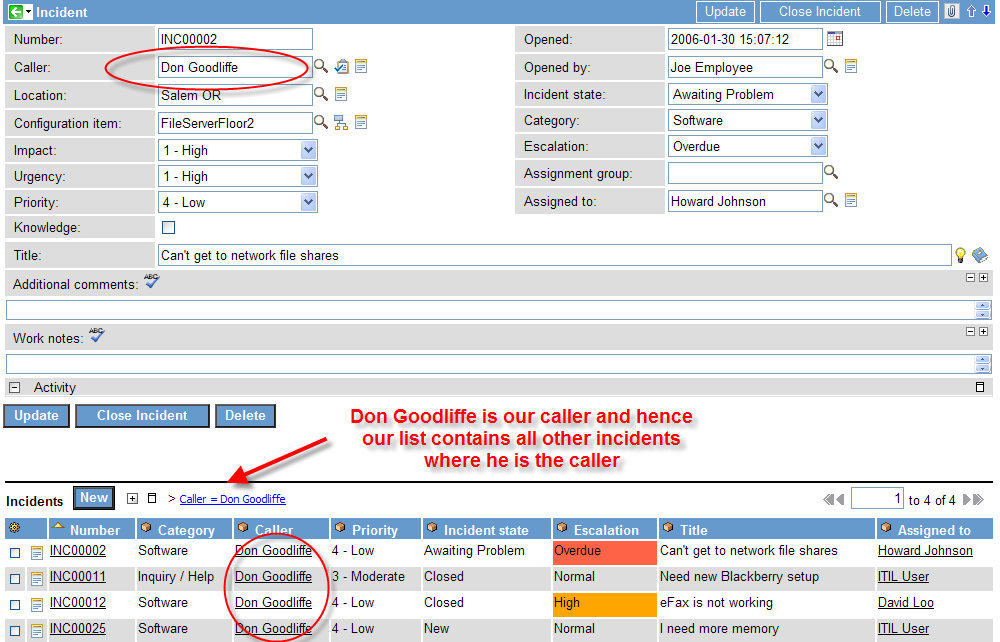 Incident Update Close Incident Delete
Number: INC00002 Opened: 2006-01-30 15:07:12
Caller: Don Goodliffe Opened by: Joe Employee
Location: Salem OR Incident state: Awaiting Problem
Configuration item: FileServerFloor2 Category: Software
Impact: 1 - High Escalation: Overdue
Urgency: 1 - High Assignment group:
Priority: 4 - Low Assigned to: Howard Johnson
Knowledge:
Title: Can't get to network file shares
Additional comments: ABC
Work notes: ABC
Activity
Update Close Incident Delete
Don Goodliffe is our caller and hence
our list contains all other incidents
where he is the caller
Incidents New > Caller = Don Goodliffe 1 to 4 of 4
Number Category Caller Priority Incident state Escalation Title Assigned to
INC00002 Software Don Goodliffe 4 - Low Awaiting Problem Overdue Can't get to network file shares Howard Johnson
INC00011 Inquiry / Help Don Goodliffe 3 - Moderate Closed Normal Need new Blackberry setup ITIL User
INC00012 Software Don Goodliffe 4 - Low Closed High eFax is not working David Loo
INC00025 Software Don Goodliffe 4 - Low New Normal I need more memory ITIL User